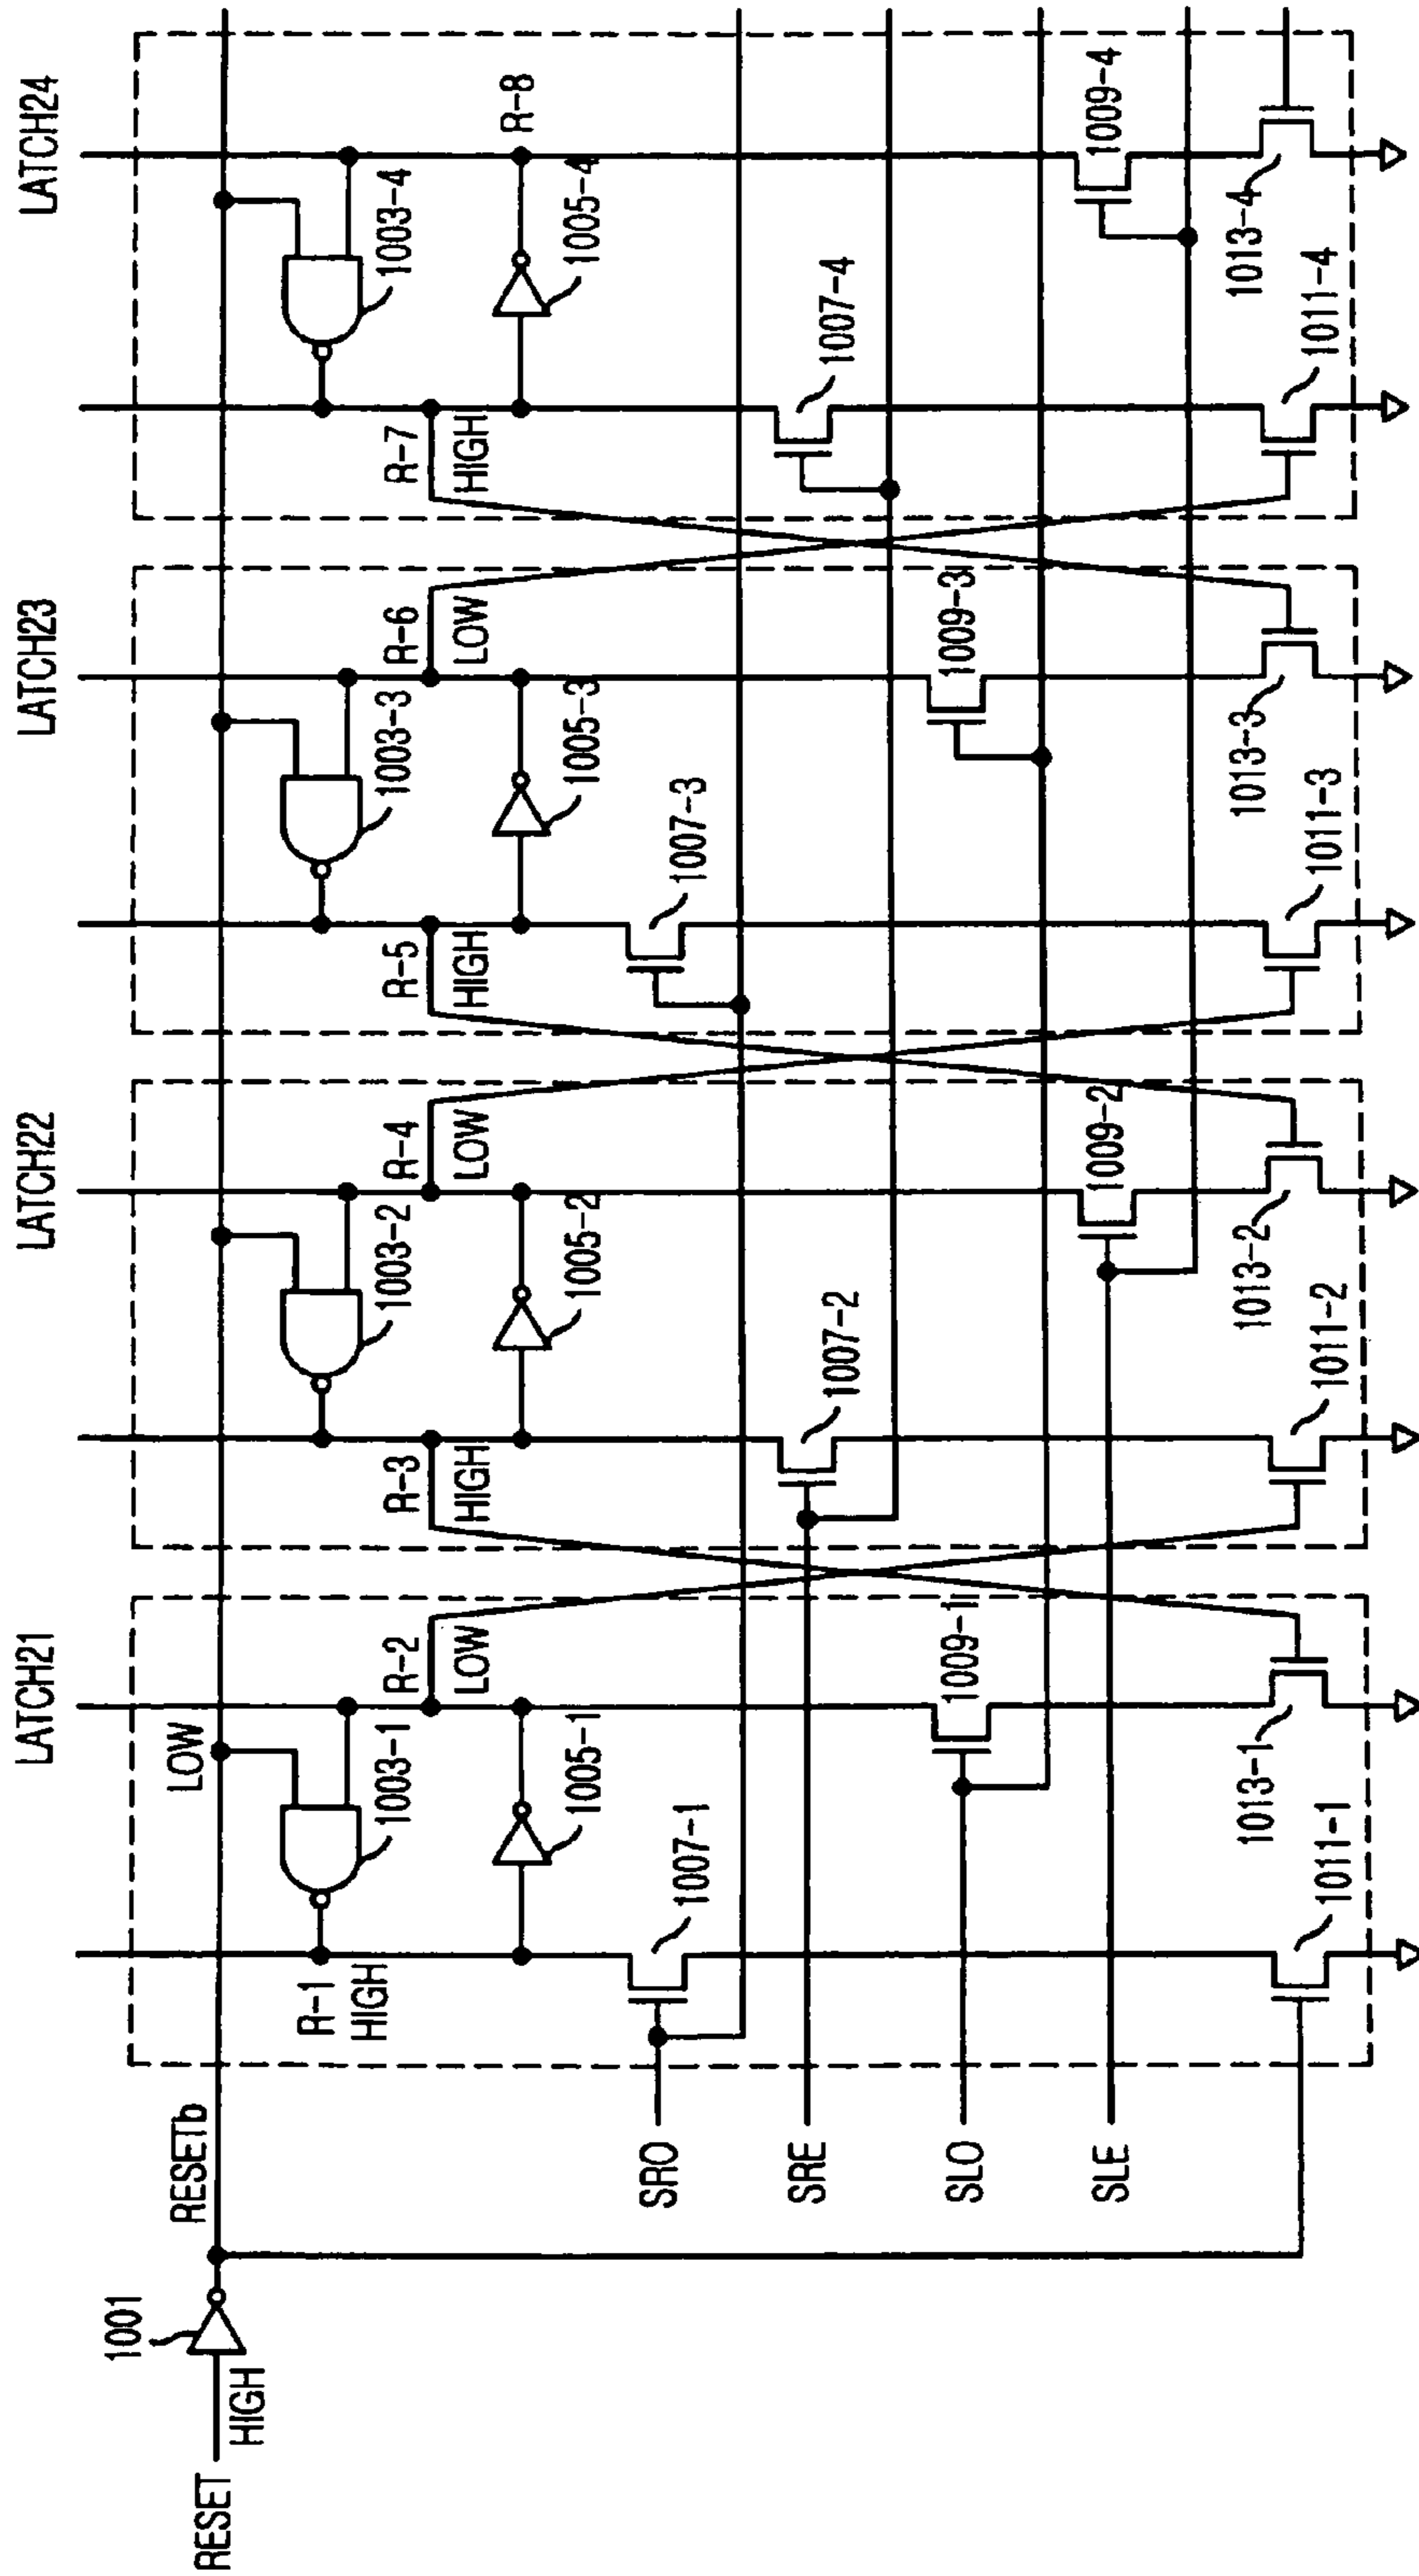 LATCH21
LATCH22
LATCH23
LATCH24
RESET
HIGH
1001
RESETb
LOW
1003-1
1003-2
1003-3
1003-4
R-1
HIGH
R-2
LOW
R-3
HIGH
R-4
LOW
R-5
HIGH
R-6
LOW
R-7
HIGH
R-8
1005-1
1005-2
1005-3
1005-4
SRO
1007-1
1007-3
SRE
1007-2
1007-4
SLO
1009-1
1009-3
SLE
1009-2
1009-4
1011-1
1013-1
1011-2
1013-2
1011-3
1013-3
1011-4
1013-4